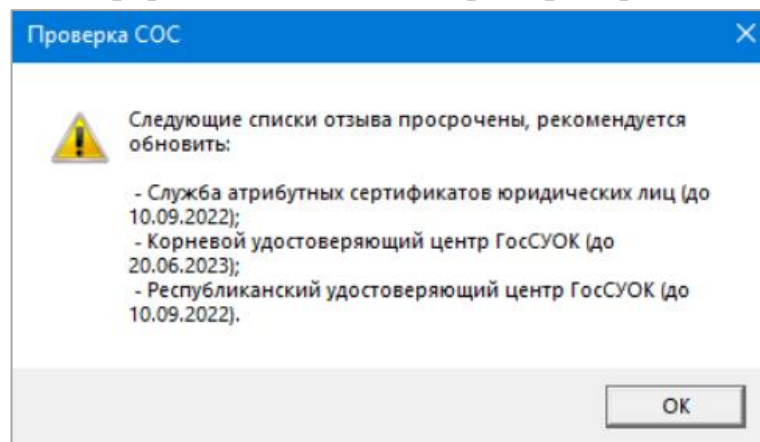 Проверка СОС
Следующие списки отзыва просрочены, рекомендуется
обновить:
- Служба атрибутных сертификатов юридических лиц (до
10.09.2022);
- Корневой удостоверяющий центр ГосСУОК (до
20.06.2023);
- Республиканский удостоверяющий центр ГосСУОК (до
10.09.2022).
ОК